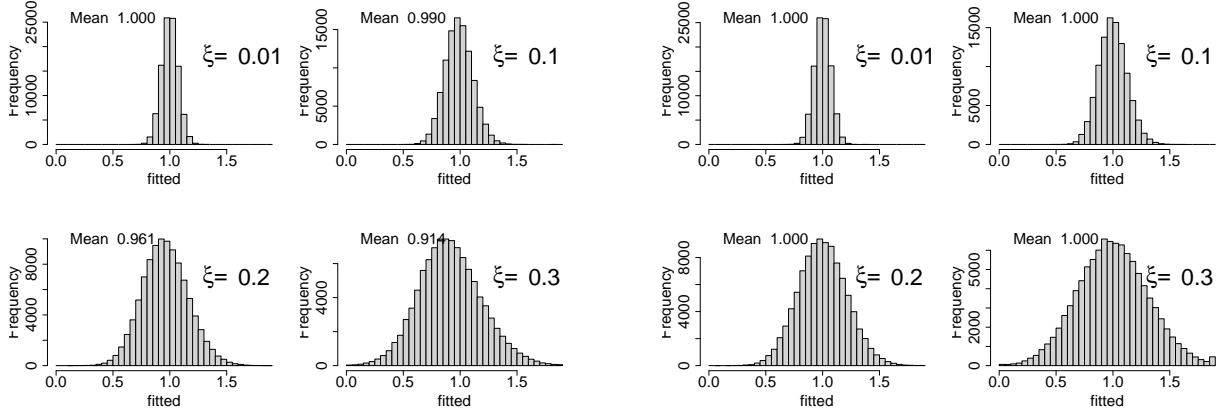 Mean 1.000
ξ= 0.01
Frequency
0 10000 25000
0.0 0.5 1.0 1.5
fitted
Mean 0.990
ξ= 0.1
Frequency
0 5000 15000
0.0 0.5 1.0 1.5
fitted
Mean 1.000
ξ= 0.01
Frequency
0 10000 25000
0.0 0.5 1.0 1.5
fitted
Mean 1.000
ξ= 0.1
Frequency
0 5000 15000
0.0 0.5 1.0 1.5
fitted
Mean 0.961
ξ= 0.2
Frequency
0 4000 8000
0.0 0.5 1.0 1.5
fitted
Mean 0.914
ξ= 0.3
Frequency
0 4000
0.0 0.5 1.0 1.5
fitted
Mean 1.000
ξ= 0.2
Frequency
0 4000 8000
0.0 0.5 1.0 1.5
fitted
Mean 1.000
ξ= 0.3
Frequency
0 2000 5000
0.0 0.5 1.0 1.5
fitted